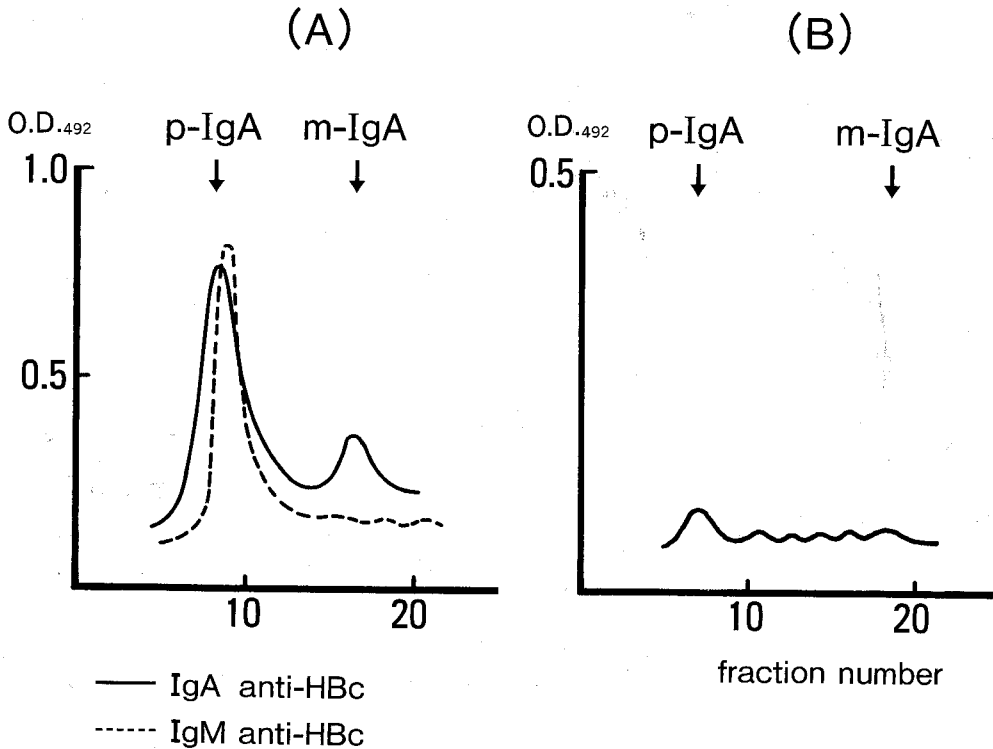 (A)
(B)
O.D.492
p-IgA
m-IgA
1.0
0.5
10
20
O.D.492
p-IgA
m-IgA
0.5
10
20
fraction number
IgA anti-HBc
IgM anti-HBc